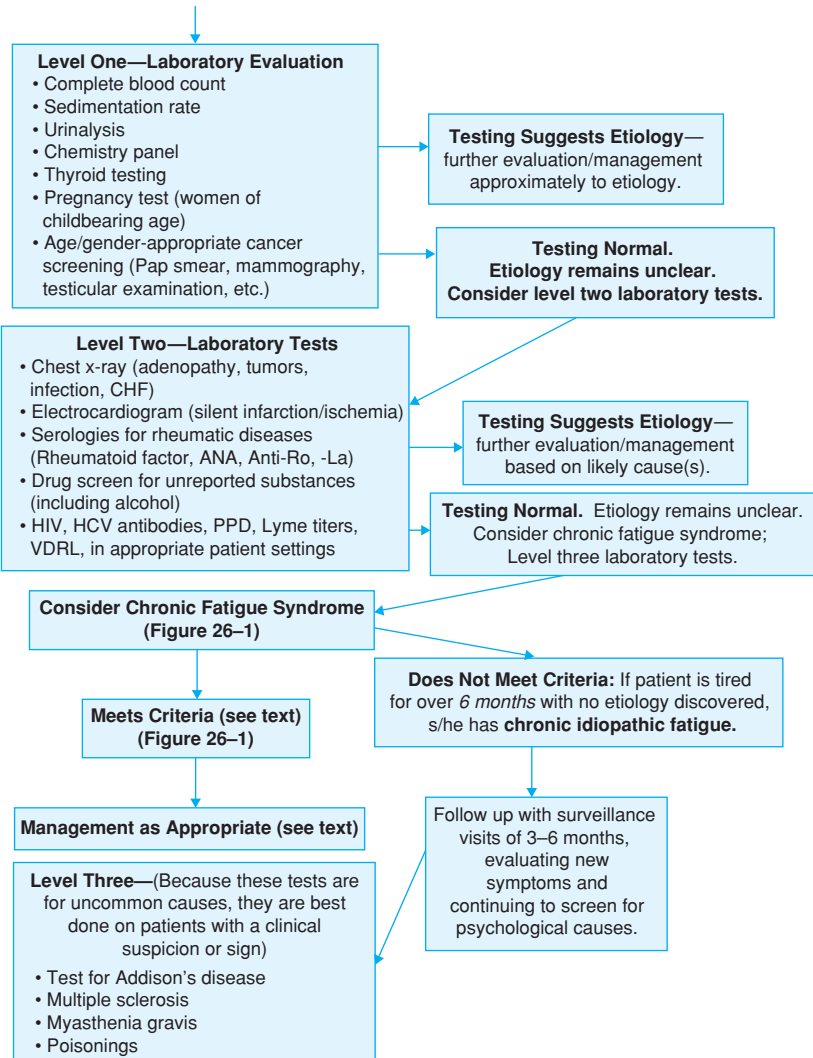 Level One—Laboratory Evaluation
• Complete blood count
• Sedimentation rate
• Urinalysis
• Chemistry panel
• Thyroid testing
• Pregnancy test (women of
childbearing age)
• Age/gender-appropriate cancer
screening (Pap smear, mammography,
testicular examination, etc.)
Testing Suggests Etiology—
further evaluation/management
approximately to etiology.
Testing Normal.
Etiology remains unclear.
Consider level two laboratory tests.
Level Two—Laboratory Tests
• Chest x-ray (adenopathy, tumors,
infection, CHF)
• Electrocardiogram (silent infarction/ischemia)
• Serologies for rheumatic diseases
(Rheumatoid factor, ANA, Anti-Ro, -La)
• Drug screen for unreported substances
(including alcohol)
• HIV, HCV antibodies, PPD, Lyme titers,
VDRL, in appropriate patient settings
Testing Suggests Etiology—
further evaluation/management
based on likely cause(s).
Testing Normal. Etiology remains unclear.
Consider chronic fatigue syndrome;
Level three laboratory tests.
Consider Chronic Fatigue Syndrome
(Figure 26–1)
Does Not Meet Criteria: If patient is tired
for over 6 months with no etiology discovered,
s/he has chronic idiopathic fatigue.
Meets Criteria (see text)
(Figure 26–1)
Management as Appropriate (see text)
Follow up with surveillance
visits of 3–6 months,
evaluating new
symptoms and
continuing to screen for
psychological causes.
Level Three—(Because these tests are
for uncommon causes, they are best
done on patients with a clinical
suspicion or sign)
• Test for Addison's disease
• Multiple sclerosis
• Myasthenia gravis
• Poisonings